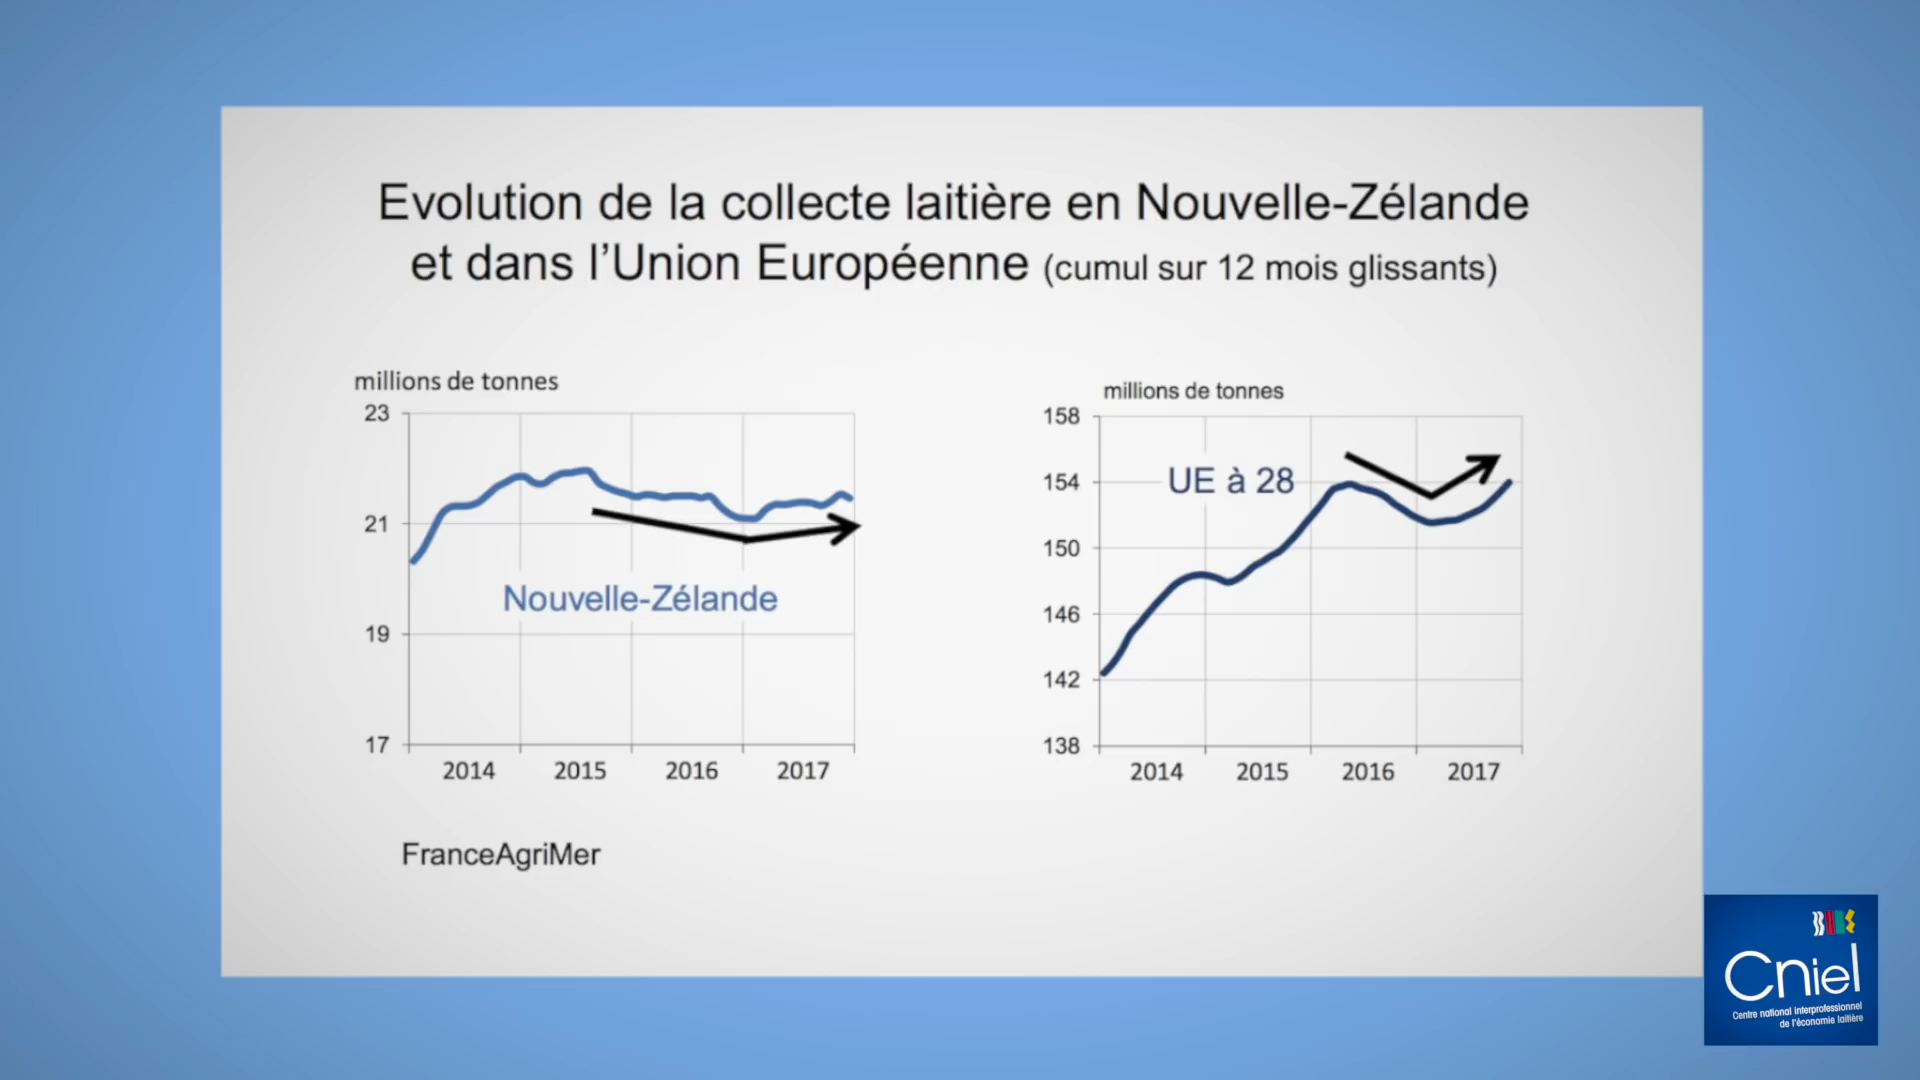 Evolution de la collecte laitière en Nouvelle-Zélande
et dans l'Union Européenne (cumul sur 12 mois glissants)
millions de tonnes
23
21
19
17
2014 2015 2016 2017
Nouvelle-Zélande
millions de tonnes
158
154
150
146
142
138
2014 2015 2016 2017
UE à 28
FranceAgriMer
Cniel
Centre national interprofessionnel
de l'économie laitière